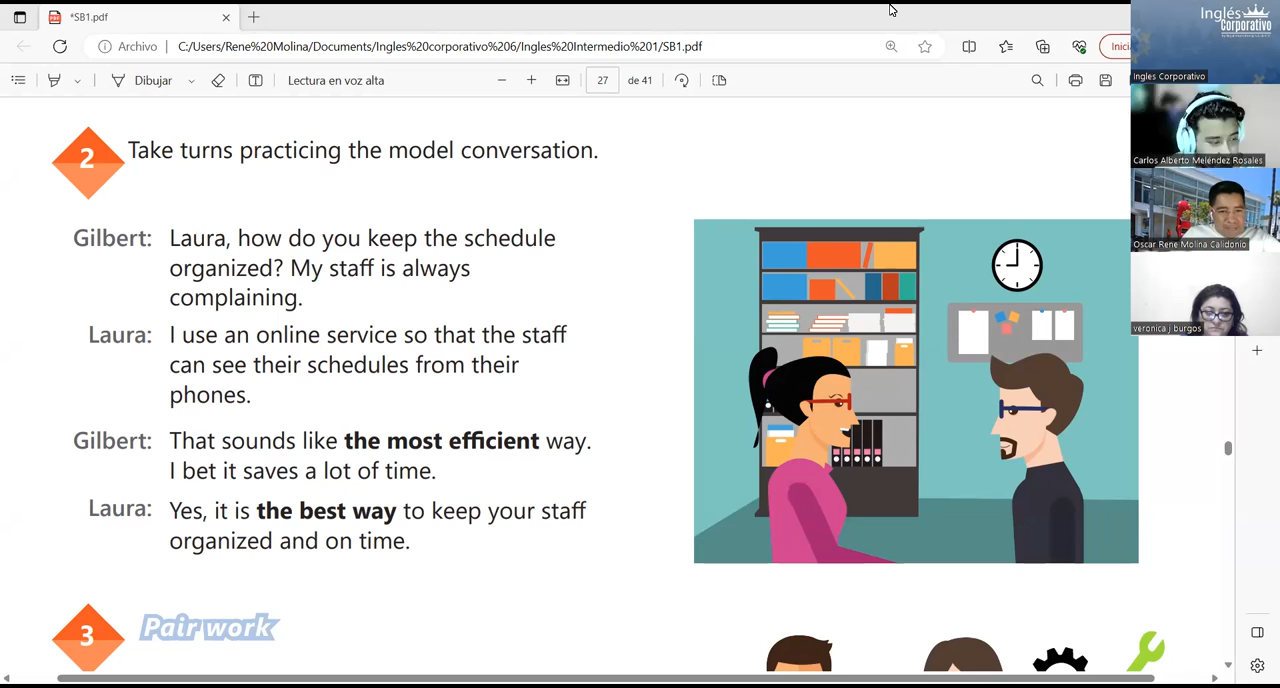 *SB1.pdf
Archivo
C:/Users/Rene%20Molina/Documents/Ingles%20corporativo%206/Ingles%20Intermedio%201/SB1.pdf
Inici
Dibujar
Lectura en voz alta
27
de 41
Inglés
Corporativo
Ingles Corporativo
Carlos Alberto Meléndez Rosales
Oscar Rene Molina Calidonio
veronica j burgos
2
Take turns practicing the model conversation.
Gilbert: Laura, how do you keep the schedule
organized? My staff is always
complaining.
Laura: I use an online service so that the staff
can see their schedules from their
phones.
Gilbert: That sounds like the most efficient way.
I bet it saves a lot of time.
Laura: Yes, it is the best way to keep your staff
organized and on time.
3
Pair work